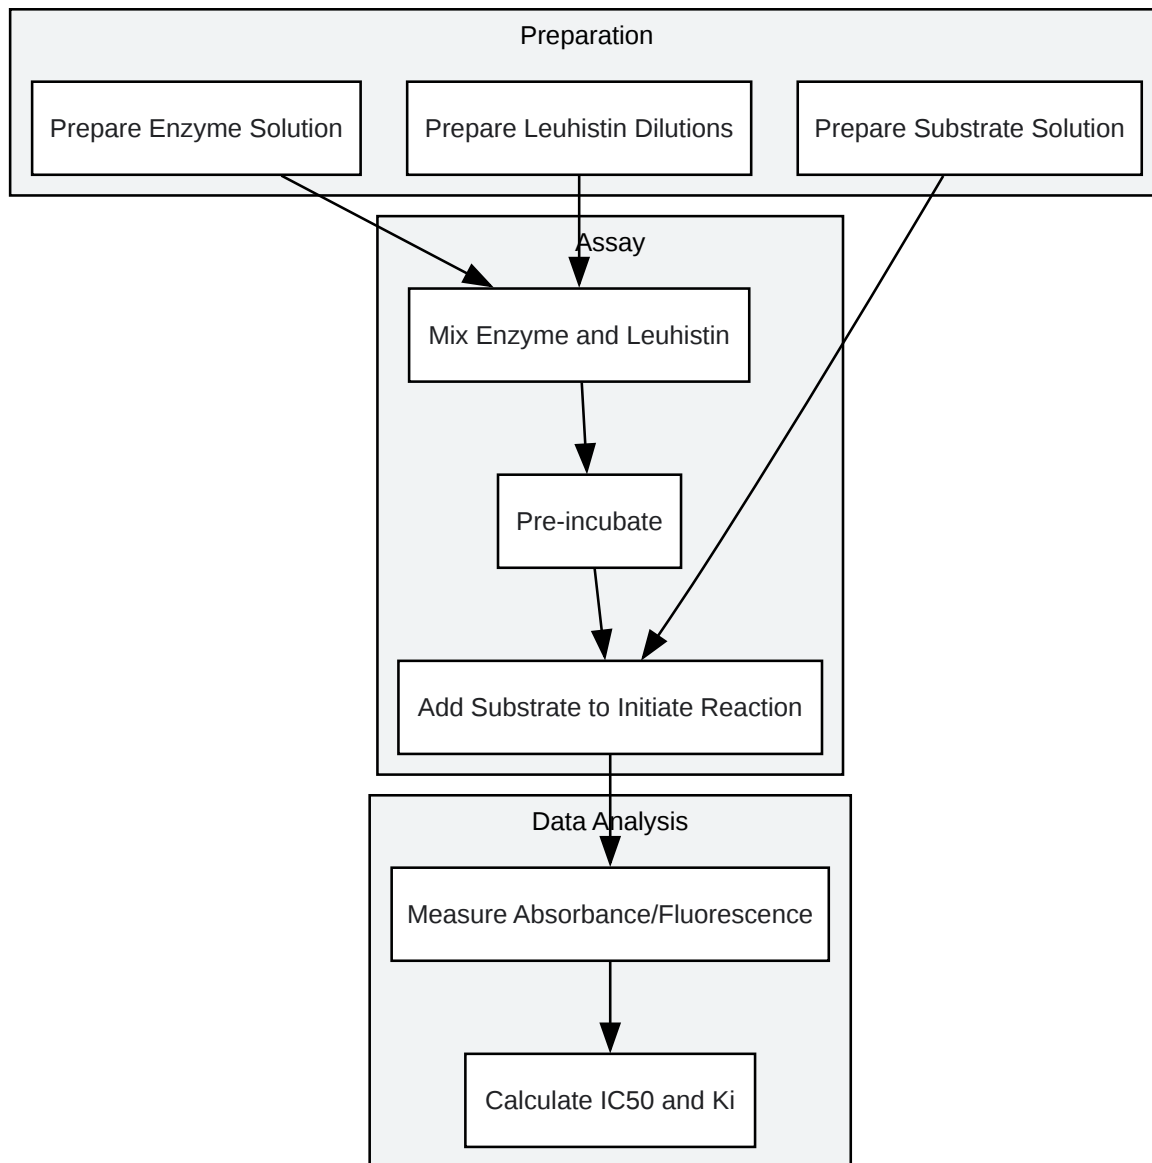 Preparation
Prepare Enzyme Solution
Prepare Leuhistin Dilutions
Prepare Substrate Solution
Assay
Mix Enzyme and Leuhistin
Pre-incubate
Add Substrate to Initiate Reaction
Data Analysis
Measure Absorbance/Fluorescence
Calculate IC50 and Ki